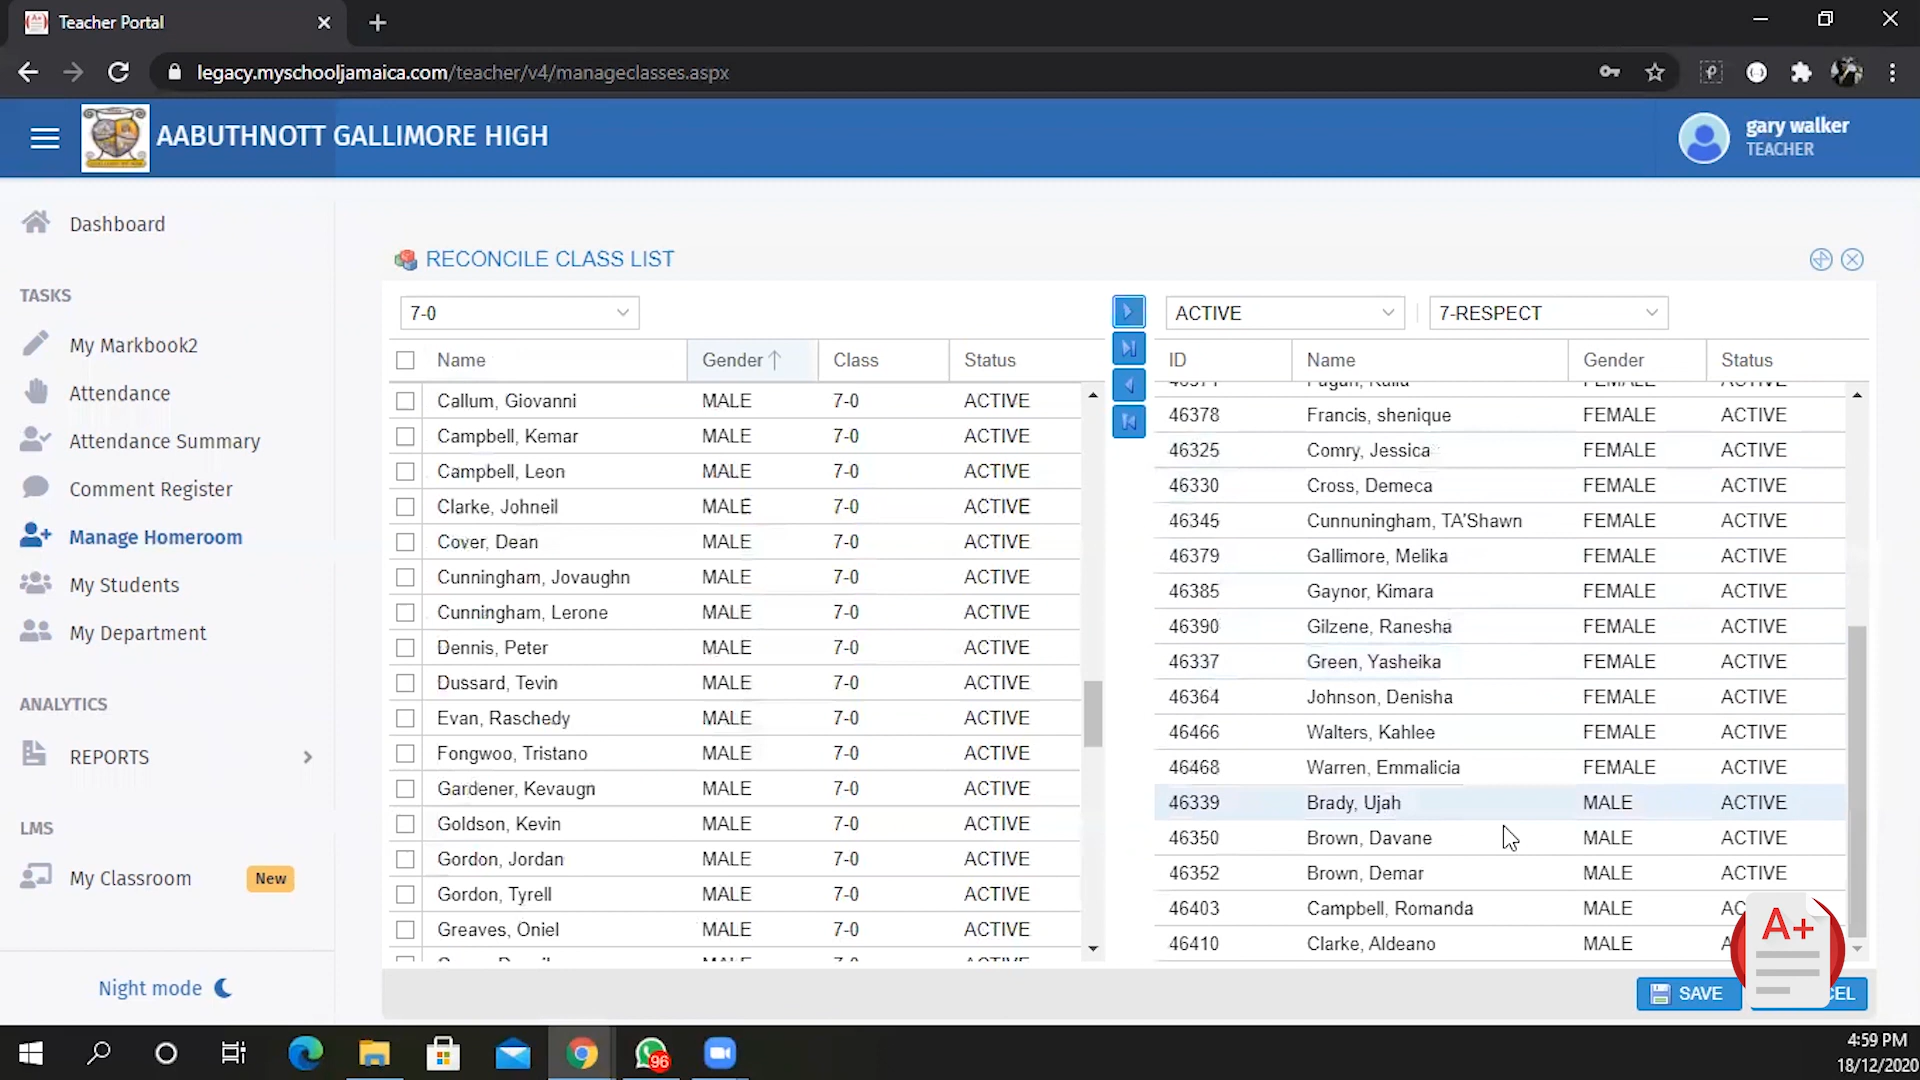 Teacher Portal
legacy.myschooljamaica.com/teacher/v4/manageclasses.aspx
AABUTHNOTT GALLIMORE HIGH
gary walker
TEACHER
Dashboard
TASKS
My Markbook2
Attendance
Attendance Summary
Comment Register
Manage Homeroom
My Students
My Department
ANALYTICS
REPORTS
LMS
My Classroom New
Night mode
RECONCILE CLASS LIST
7-0
Name Gender Class Status
Callum, Giovanni MALE 7-0 ACTIVE
Campbell, Kemar MALE 7-0 ACTIVE
Campbell, Leon MALE 7-0 ACTIVE
Clarke, Johneil MALE 7-0 ACTIVE
Cover, Dean MALE 7-0 ACTIVE
Cunningham, Jovaughn MALE 7-0 ACTIVE
Cunningham, Lerone MALE 7-0 ACTIVE
Dennis, Peter MALE 7-0 ACTIVE
Dussard, Tevin MALE 7-0 ACTIVE
Evan, Raschedy MALE 7-0 ACTIVE
Fongwoo, Tristano MALE 7-0 ACTIVE
Gardener, Kevaugn MALE 7-0 ACTIVE
Goldson, Kevin MALE 7-0 ACTIVE
Gordon, Jordan MALE 7-0 ACTIVE
Gordon, Tyrell MALE 7-0 ACTIVE
Greaves, Oniel MALE 7-0 ACTIVE
ACTIVE 7-RESPECT
ID Name Gender Status
46378 Francis, shenique FEMALE ACTIVE
46325 Comry, Jessica FEMALE ACTIVE
46330 Cross, Demeca FEMALE ACTIVE
46345 Cunnuningham, TA'Shawn FEMALE ACTIVE
46379 Gallimore, Melika FEMALE ACTIVE
46385 Gaynor, Kimara FEMALE ACTIVE
46390 Gilzene, Ranesha FEMALE ACTIVE
46337 Green, Yasheika FEMALE ACTIVE
46364 Johnson, Denisha FEMALE ACTIVE
46466 Walters, Kahlee FEMALE ACTIVE
46468 Warren, Emmalicia FEMALE ACTIVE
46339 Brady, Ujah MALE ACTIVE
46350 Brown, Davane MALE ACTIVE
46352 Brown, Demar MALE ACTIVE
46403 Campbell, Romanda MALE AC
46410 Clarke, Aldeano MALE
A+
SAVE CEL
96
4:59 PM
18/12/2020